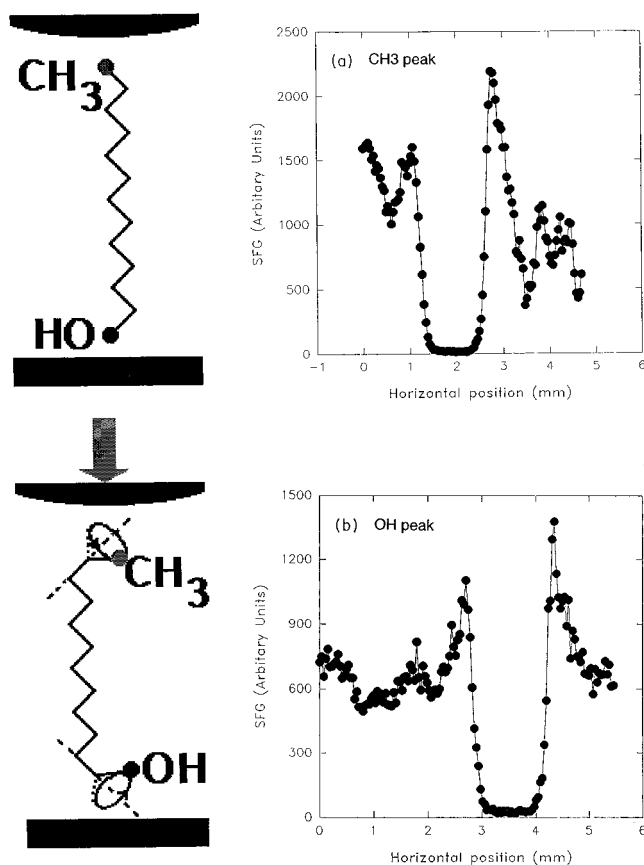 CH3
HO
CH3
OH
(a) CH3 peak
2500
2000
1500
1000
500
0
SFG (Arbitary Units)
−1 0 1 2 3 4 5 6
Horizontal position (mm)
(b) OH peak
1500
1200
900
600
300
0
SFG (Arbitary Units)
0 1 2 3 4 5 6
Horizontal position (mm)